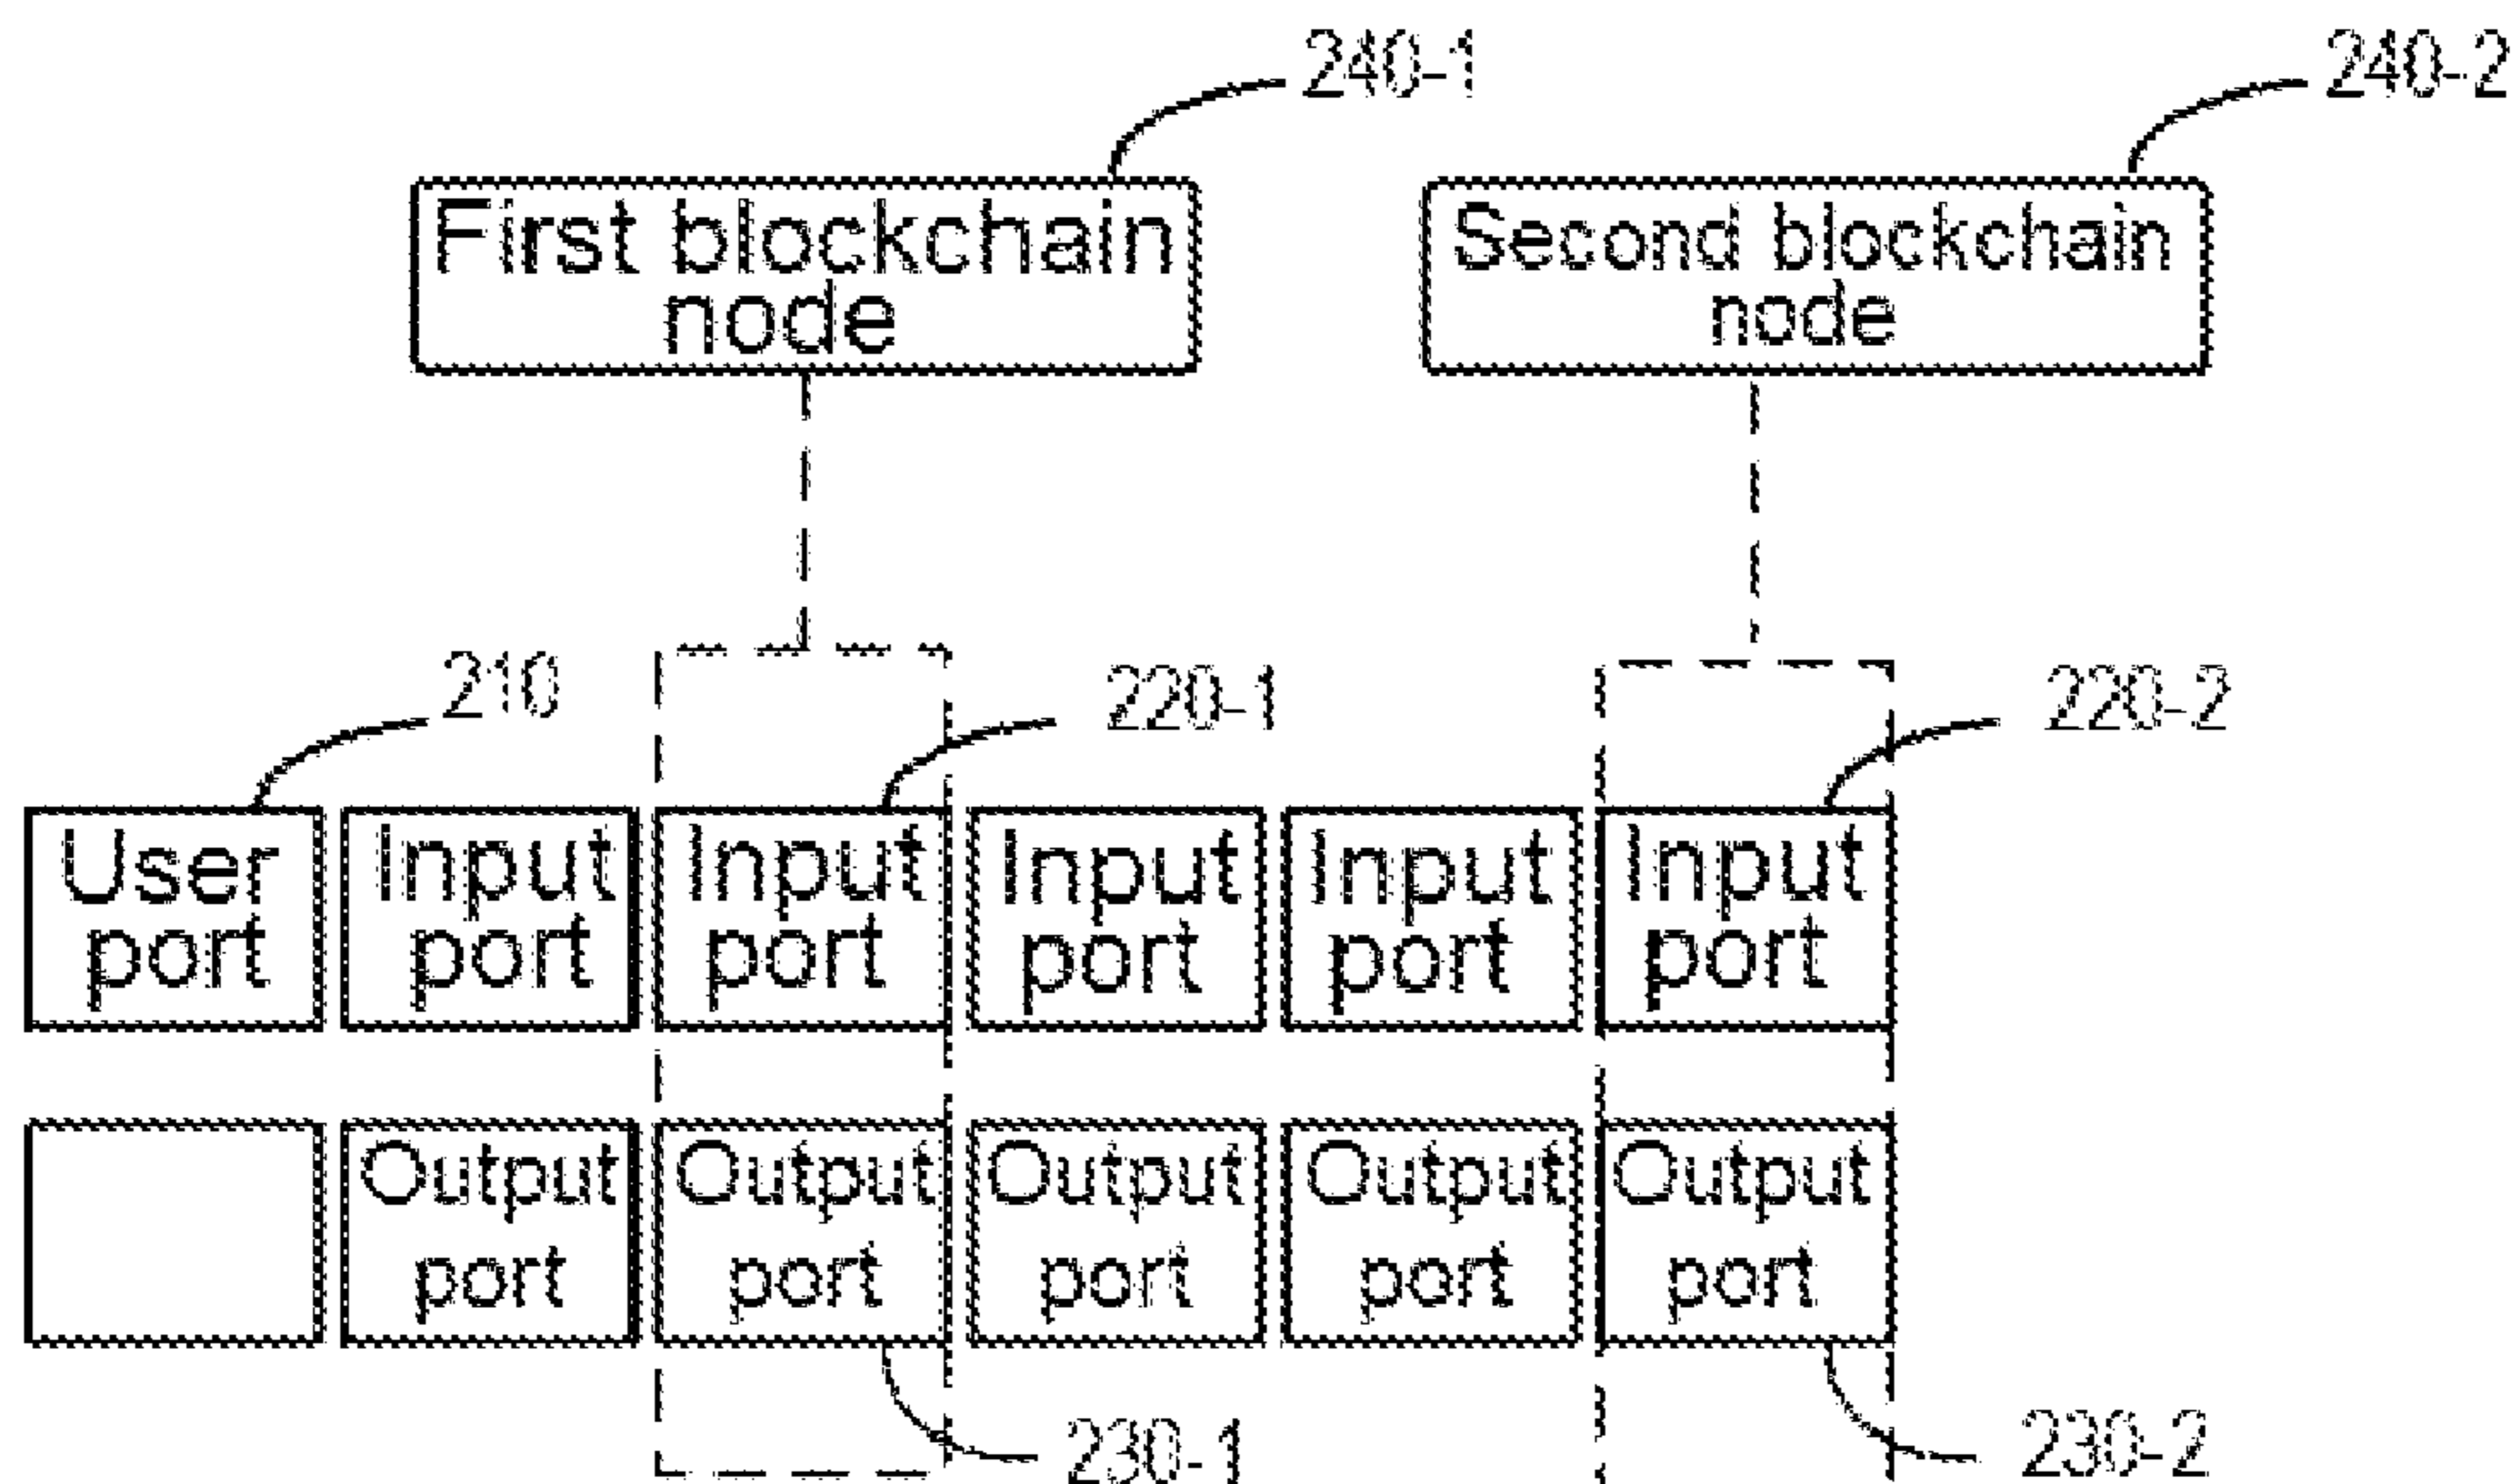 240-1
240-2
First blockchain
node
Second blockchain
node
210
220-1
220-2
User
port
Input
port
Input
port
Input
port
Input
port
Input
port
Output
port
Output
port
Output
port
Output
port
Output
port
230-1
230-2